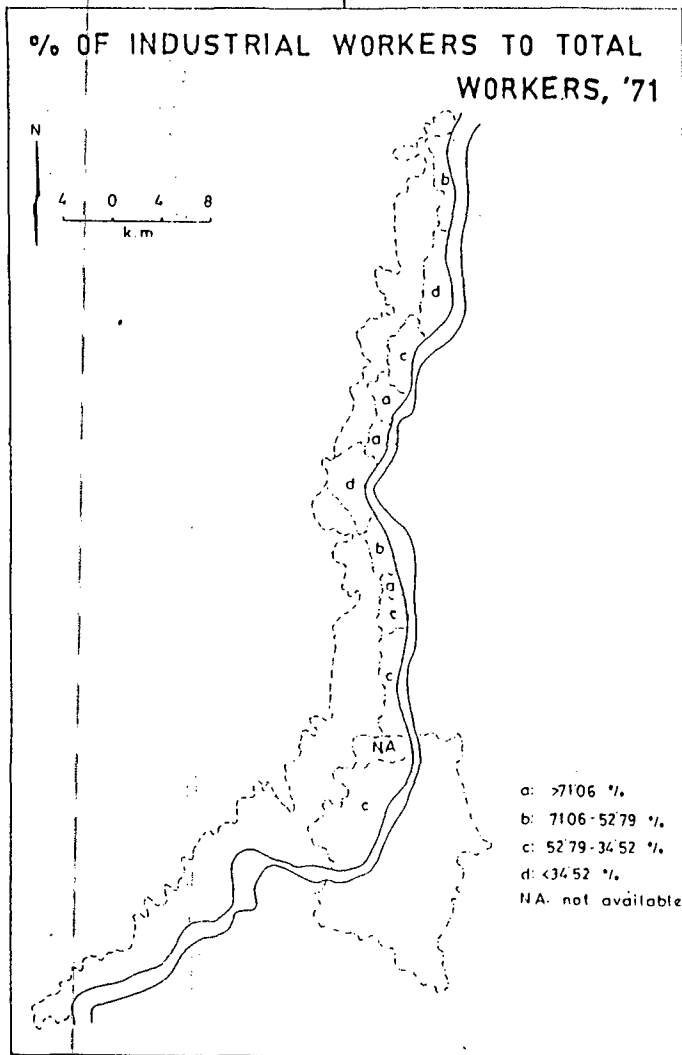 % OF INDUSTRIAL WORKERS TO TOTAL
WORKERS, '71
N
4 0 4 8
k.m
b
d
c
a
a
d
b
a
c
c
NA
c
a: >71·06 %
b: 71·06-52·79 %
c: 52·79-34·52 %
d: <34·52 %
NA. not available